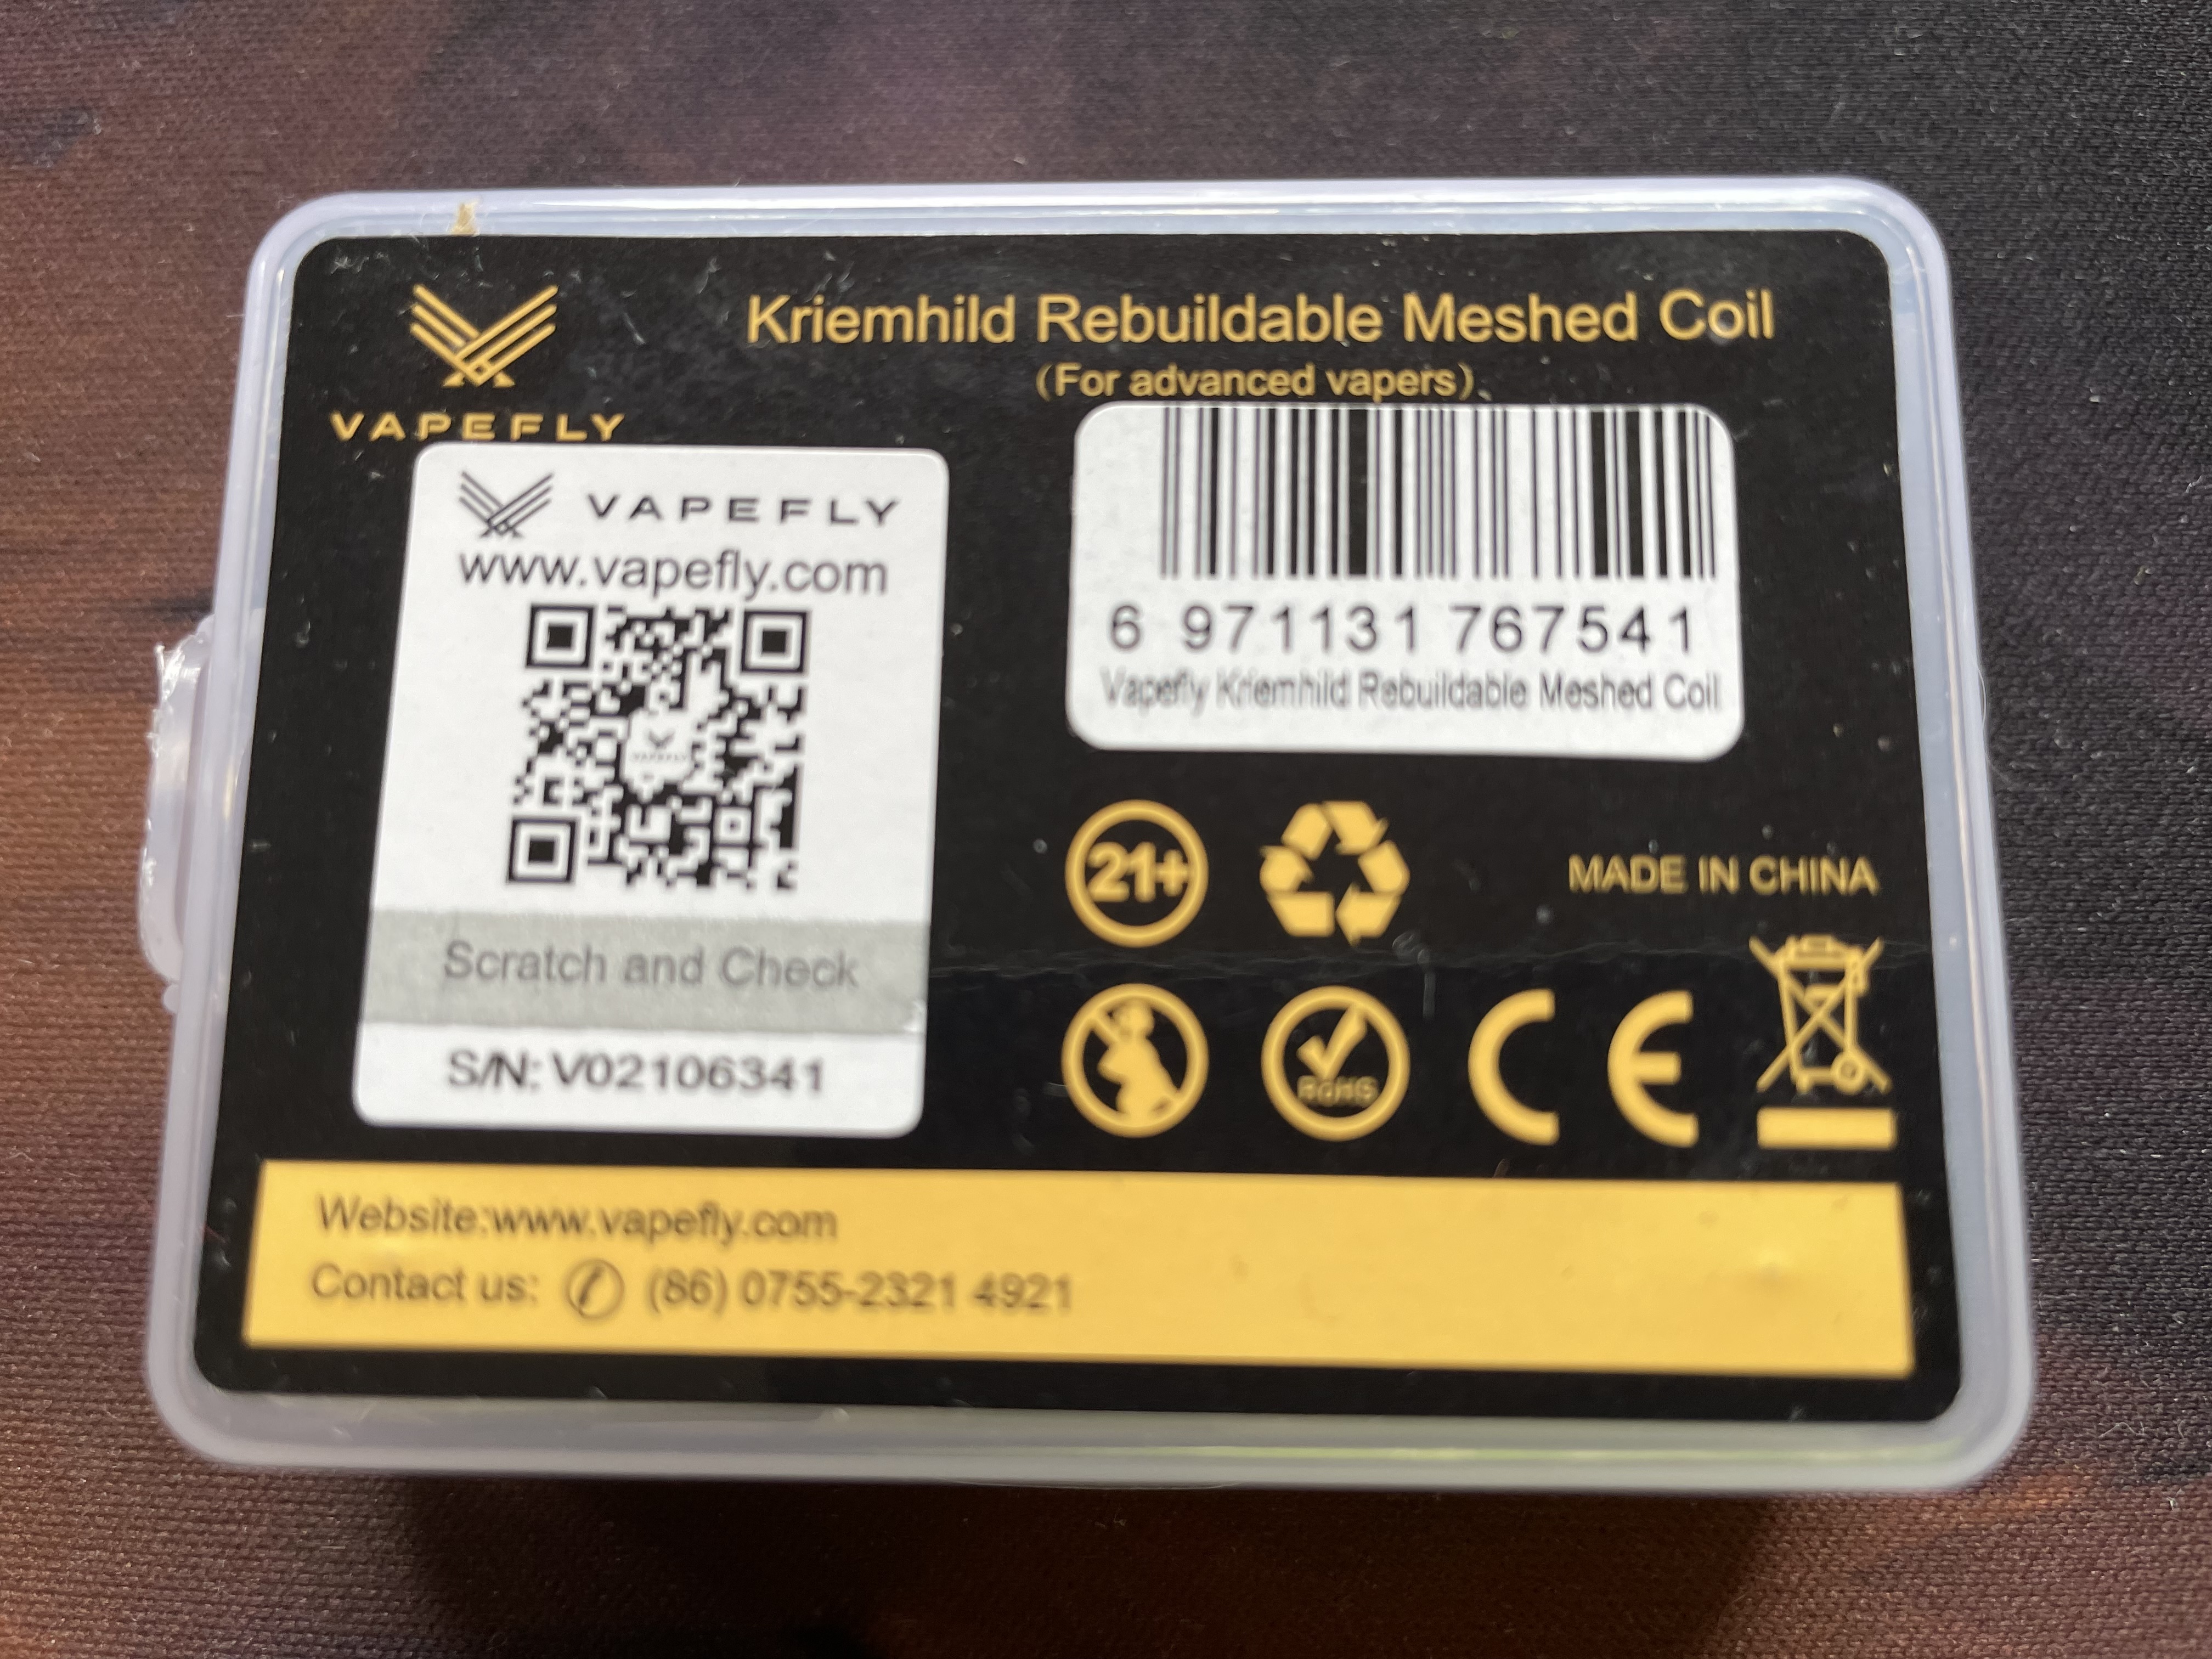 VAPEFLY
Kriemhild Rebuildable Meshed Coil
(For advanced vapers)
VAPEFLY
www.vapefly.com
Scratch and Check
S/N: V02106341
6 971131 767541
Vapefly Kriemhild Rebuildable Meshed Coil
21+
MADE IN CHINA
RoHS
CE
Website:www.vapefly.com
Contact us: (86) 0755-2321 4921